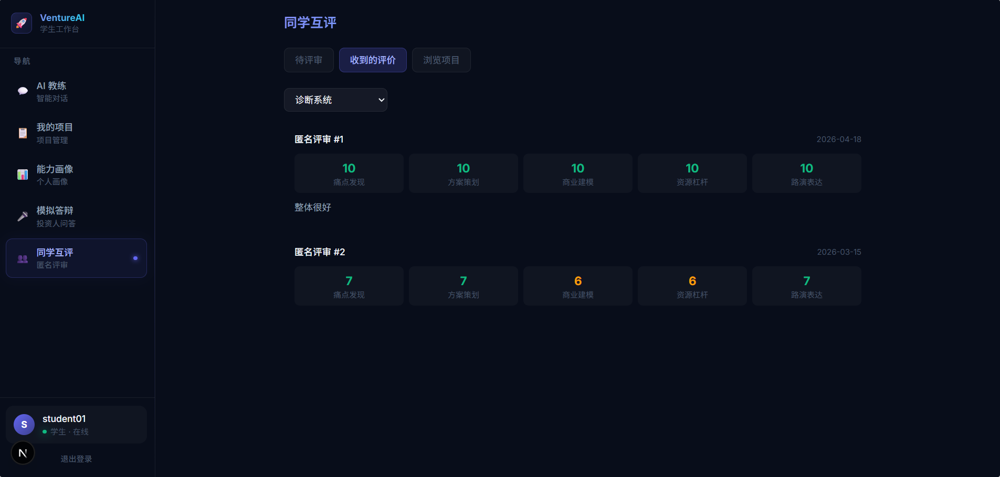 VentureAI
学生工作台
导航
AI 教练
智能对话
我的项目
项目管理
能力画像
个人画像
模拟答辩
投资人问答
同学互评
匿名评审
S
student01
学生 · 在线
N
退出登录
同学互评
待评审
收到的评价
浏览项目
诊断系统
匿名评审 #1
2026-04-18
10
10
10
10
10
痛点发现
方案策划
商业建模
资源杠杆
路演表达
整体很好
匿名评审 #2
2026-03-15
7
7
6
6
7
痛点发现
方案策划
商业建模
资源杠杆
路演表达